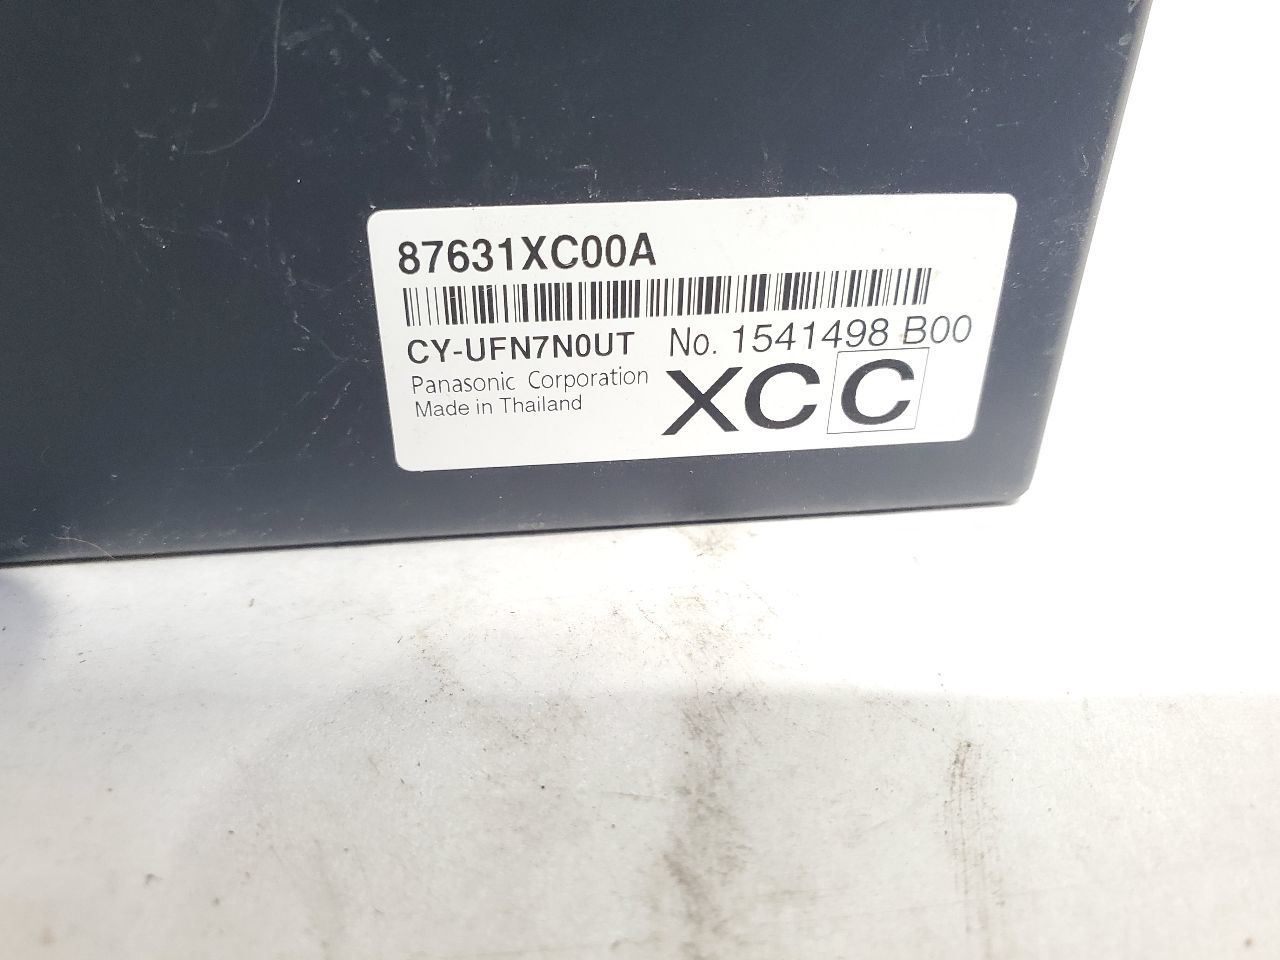 87631XC00A
CY-UFN7N0UT No. 1541498 B00
Panasonic Corporation
Made in Thailand
XCC